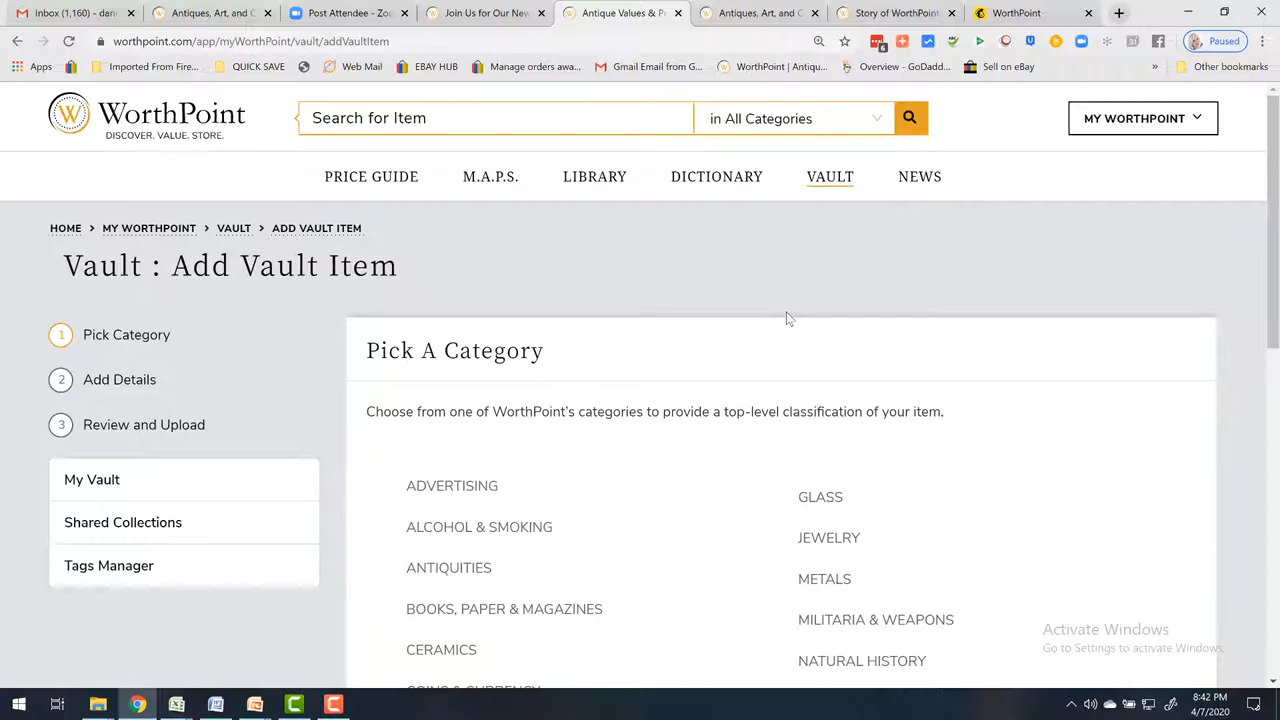 Inbox (1,160) - dani
Antiques, Art, and C
Post Attendee - Zoo
Join Us for Our New
Antique Values & P
Antiques, Art, and C
Story of WorthPoint
WorthPoint
worthpoint.com/app/myWorthPoint/vault/addVaultItem
6
Paused
Apps
Imported From Fire...
QUICK SAVE
Web Mail
EBAY HUB
Manage orders awa...
Gmail Email from G...
WorthPoint | Antiqu...
Overview - GoDad...
Sell on eBay
»
Other bookmarks
W WorthPoint
DISCOVER. VALUE. STORE.
Search for Item
in All Categories
MY WORTHPOINT
PRICE GUIDE
M.A.P.S.
LIBRARY
DICTIONARY
VAULT
NEWS
HOME > MY WORTHPOINT > VAULT > ADD VAULT ITEM
Vault : Add Vault Item
1 Pick Category
2 Add Details
3 Review and Upload
My Vault
Shared Collections
Tags Manager
Pick A Category
Choose from one of WorthPoint's categories to provide a top-level classification of your item.
ADVERTISING
ALCOHOL & SMOKING
ANTIQUITIES
BOOKS, PAPER & MAGAZINES
CERAMICS
COINS & CURRENCY
GLASS
JEWELRY
METALS
MILITARIA & WEAPONS
NATURAL HISTORY
Activate Windows
Go to Settings to activate Windows.
8:42 PM
4/7/2020